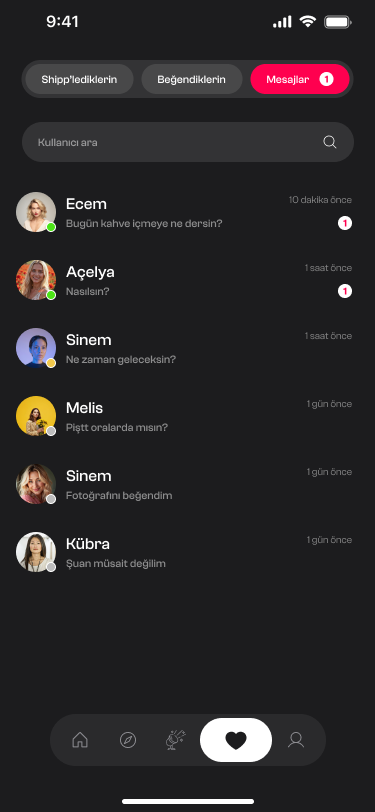 9:41
Shipp'lediklerin
Beğendiklerin
Mesajlar 1
Kullanıcı ara
Ecem
10 dakika önce
Bugün kahve içmeye ne dersin?
1
Açelya
1 saat önce
Nasılsın?
1
Sinem
1 saat önce
Ne zaman geleceksin?
Melis
1 gün önce
Piştt oralarda mısın?
Sinem
1 gün önce
Fotoğrafını beğendim
Kübra
1 gün önce
Şuan müsait değilim